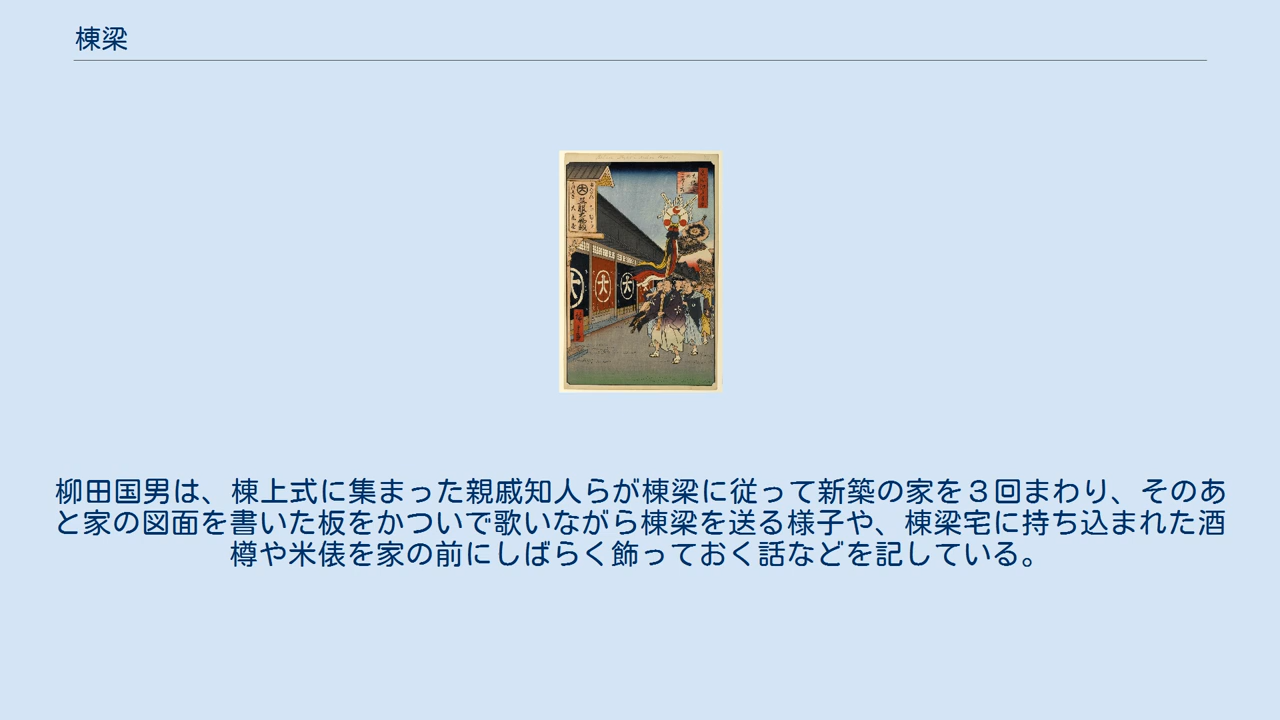 棟梁
大
大
大
柳田国男は、棟上式に集まった親戚知人らが棟梁に従って新築の家を３回まわり、そのあ
と家の図面を書いた板をかついで歌いながら棟梁を送る様子や、棟梁宅に持ち込まれた酒
樽や米俵を家の前にしばらく飾っておく話などを記している。